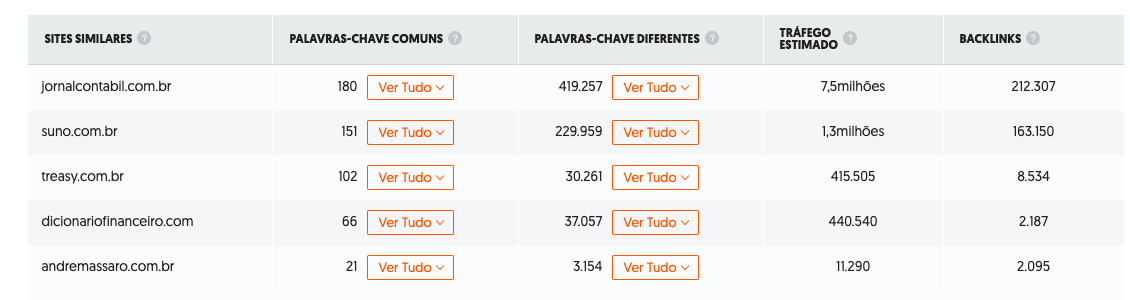 SITES SIMILARES ? PALAVRAS-CHAVE COMUNS ? PALAVRAS-CHAVE DIFERENTES ? TRÁFEGO ESTIMADO ? BACKLINKS ?
jornalcontabil.com.br 180 Ver Tudo 419.257 Ver Tudo 7,5milhões 212.307
suno.com.br 151 Ver Tudo 229.959 Ver Tudo 1,3milhões 163.150
treasy.com.br 102 Ver Tudo 30.261 Ver Tudo 415.505 8.534
dicionariofinanceiro.com 66 Ver Tudo 37.057 Ver Tudo 440.540 2.187
andremassaro.com.br 21 Ver Tudo 3.154 Ver Tudo 11.290 2.095